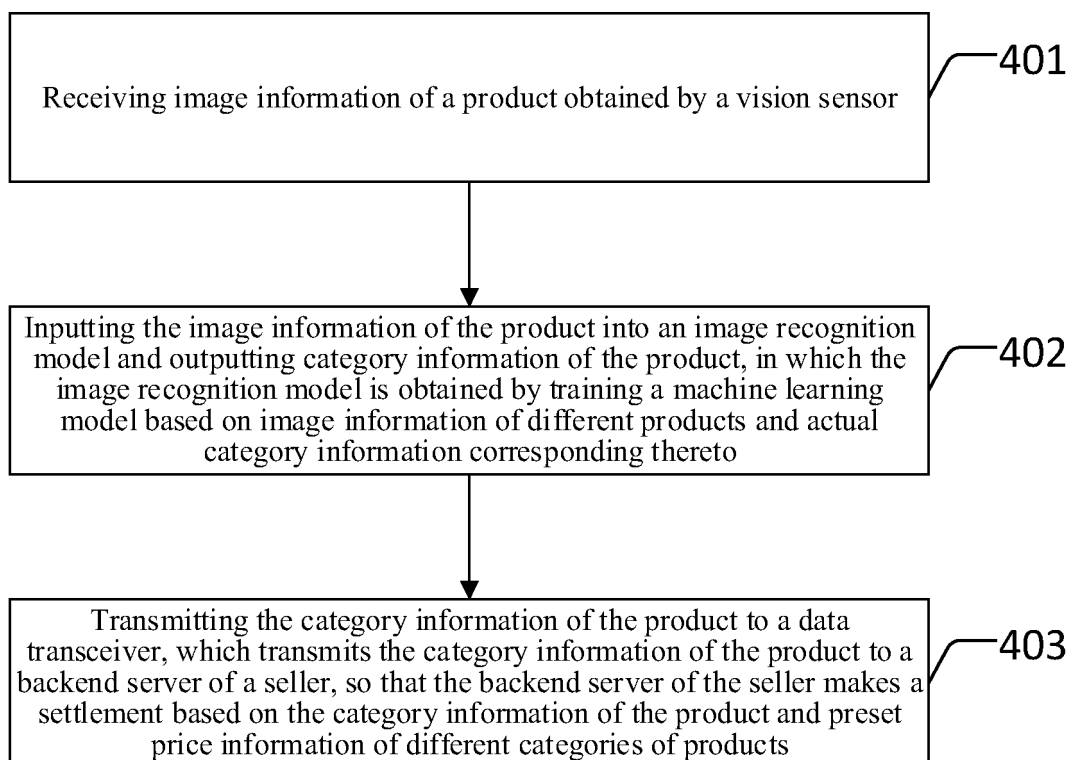 Receiving image information of a product obtained by a vision sensor
401
Inputting the image information of the product into an image recognition
model and outputting category information of the product, in which the
image recognition model is obtained by training a machine learning
model based on image information of different products and actual
category information corresponding thereto
402
Transmitting the category information of the product to a data
transceiver, which transmits the category information of the product to a
backend server of a seller, so that the backend server of the seller makes a
settlement based on the category information of the product and preset
price information of different categories of products
403